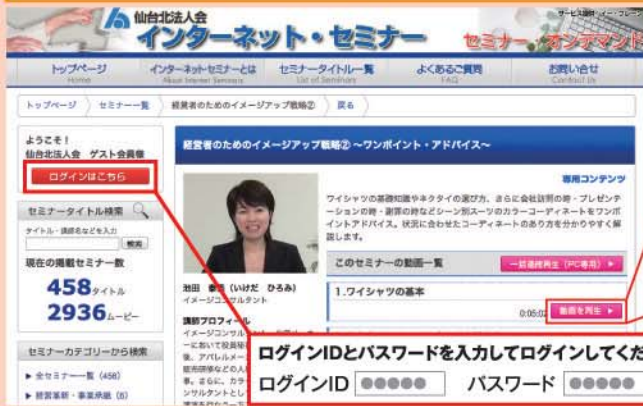 仙台北法人会
インターネット・セミナー
セミナー・オンデマンド
トップページ
Home
インターネットセミナーとは
About Internet Seminars
セミナータイトル一覧
List of Seminars
よくあるご質問
FAQ
お問い合せ
Contact Us
トップページ
セミナー一覧
経営者のためのイメージアップ戦略②
戻る
ようこそ!
仙台北法人会 ゲスト会員様
ログインはこちら
セミナータイトル検索
タイトル・講師名などを入力
検索
現在の掲載セミナー数
458タイトル
2936ムービー
セミナーカテゴリーから検索
▶ 全セミナー一覧 (458)
▶ 経営革新・事業承継 (6)
経営者のためのイメージアップ戦略② ~ワンポイント・アドバイス~
専用コンテンツ
ワイシャツの基礎知識やネクタイの選び方、さらに会社訪問の時・プレゼンテ
ーションの時・謝罪の時などシーン別スーツのカラーコーディネートをワンポ
イントアドバイス。状況に合わせたコーディネートのあり方を分かりやすく解
説します。
このセミナーの動画一覧
一括連続再生 (PC専用) ▶
1.ワイシャツの基本
0:05:02
動画を再生 ▶
池田 (いけだ ひろみ)
イメージコンサルタント
講師プロフィール
ログインIDとパスワードを入力してログインしてくだ
ログインID
パスワード